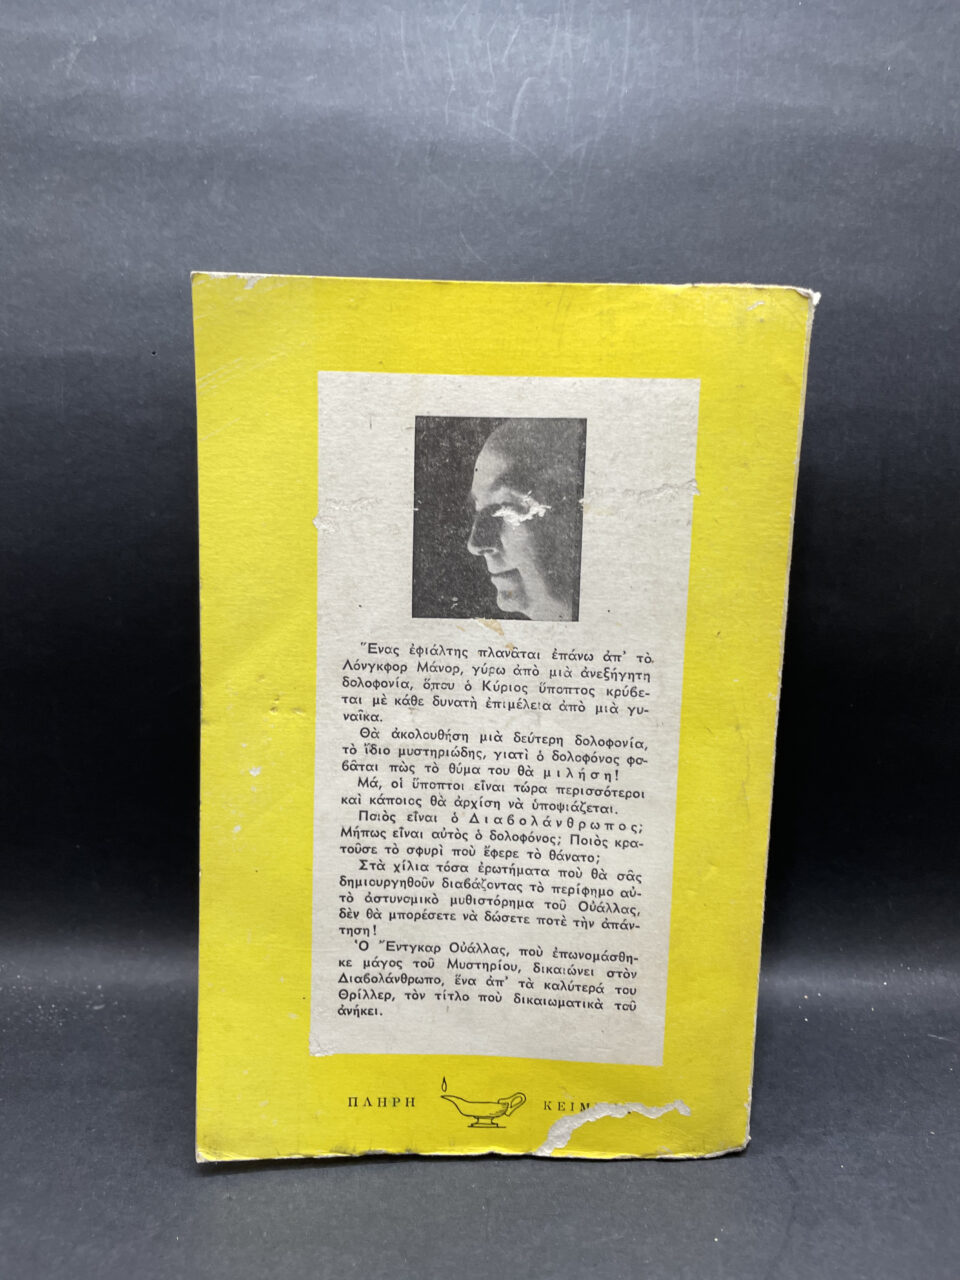 Ἕνας ἐφιάλτης πλανᾶται ἐπάνω ἀπ' τὸ
Λόνγκφορ Μάνορ, γύρω ἀπὸ μιὰ ἀνεξήγητη
δολοφονία, ὅπου ὁ Κύριος ὕποπτος κρύβε-
ται μὲ κάθε δυνατὴ ἐπιμέλεια ἀπὸ μιὰ γυ-
ναῖκα.
Θὰ ἀκολουθήση μιὰ δεύτερη δολοφονία,
τὸ ἴδιο μυστηριώδης, γιατὶ ὁ δολοφόνος φο-
βᾶται πὼς τὸ θύμα του θὰ μιλήση!
Μά, οἱ ὕποπτοι εἶναι τώρα περισσότεροι
καὶ κάποιος θὰ ἀρχίση νὰ ὑποψιάζεται.
Ποιὸς εἶναι ὁ Διαβολάνθρωπος;
Μήπως εἶναι αὐτὸς ὁ δολοφόνος; Ποιὸς κρα-
τοῦσε τὸ σφυρὶ ποὺ ἔφερε τὸ θάνατο;
Στὰ χίλια τόσα ἐρωτήματα ποὺ θὰ σᾶς
δημιουργηθοῦν διαβάζοντας τὸ περίφημο αὐ-
τὸ ἀστυνομικὸ μυθιστόρημα τοῦ Οὐάλλας,
δὲν θὰ μπορέσετε νὰ δώσετε ποτὲ τὴν ἀπάν-
τηση!
Ὁ Ἔντγκαρ Οὐάλλας, ποὺ ἐπωνομάσθη-
κε μάγος τοῦ Μυστηρίου, δικαιώνει στὸν
Διαβολάνθρωπο, ἕνα ἀπ' τὰ καλύτερά του
Θρίλλερ, τὸν τίτλο ποὺ δικαιωματικὰ τοῦ
ἀνήκει.
ΠΛΗΡΗ